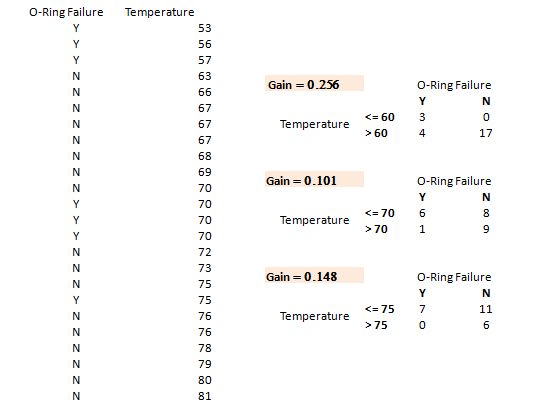 O-Ring Failure Temperature
Y 53
Y 56
Y 57
N 63
N 66
N 67
N 67
N 67
N 68
N 69
N 70
Y 70
Y 70
Y 70
N 72
N 73
N 75
Y 75
N 76
N 76
N 78
N 79
N 80
N 81
Gain = 0.256 O-Ring Failure
Y N
Temperature
<= 60 3 0
> 60 4 17
Gain = 0.101 O-Ring Failure
Y N
Temperature
<= 70 6 8
> 70 1 9
Gain = 0.148 O-Ring Failure
Y N
Temperature
<= 75 7 11
> 75 0 6